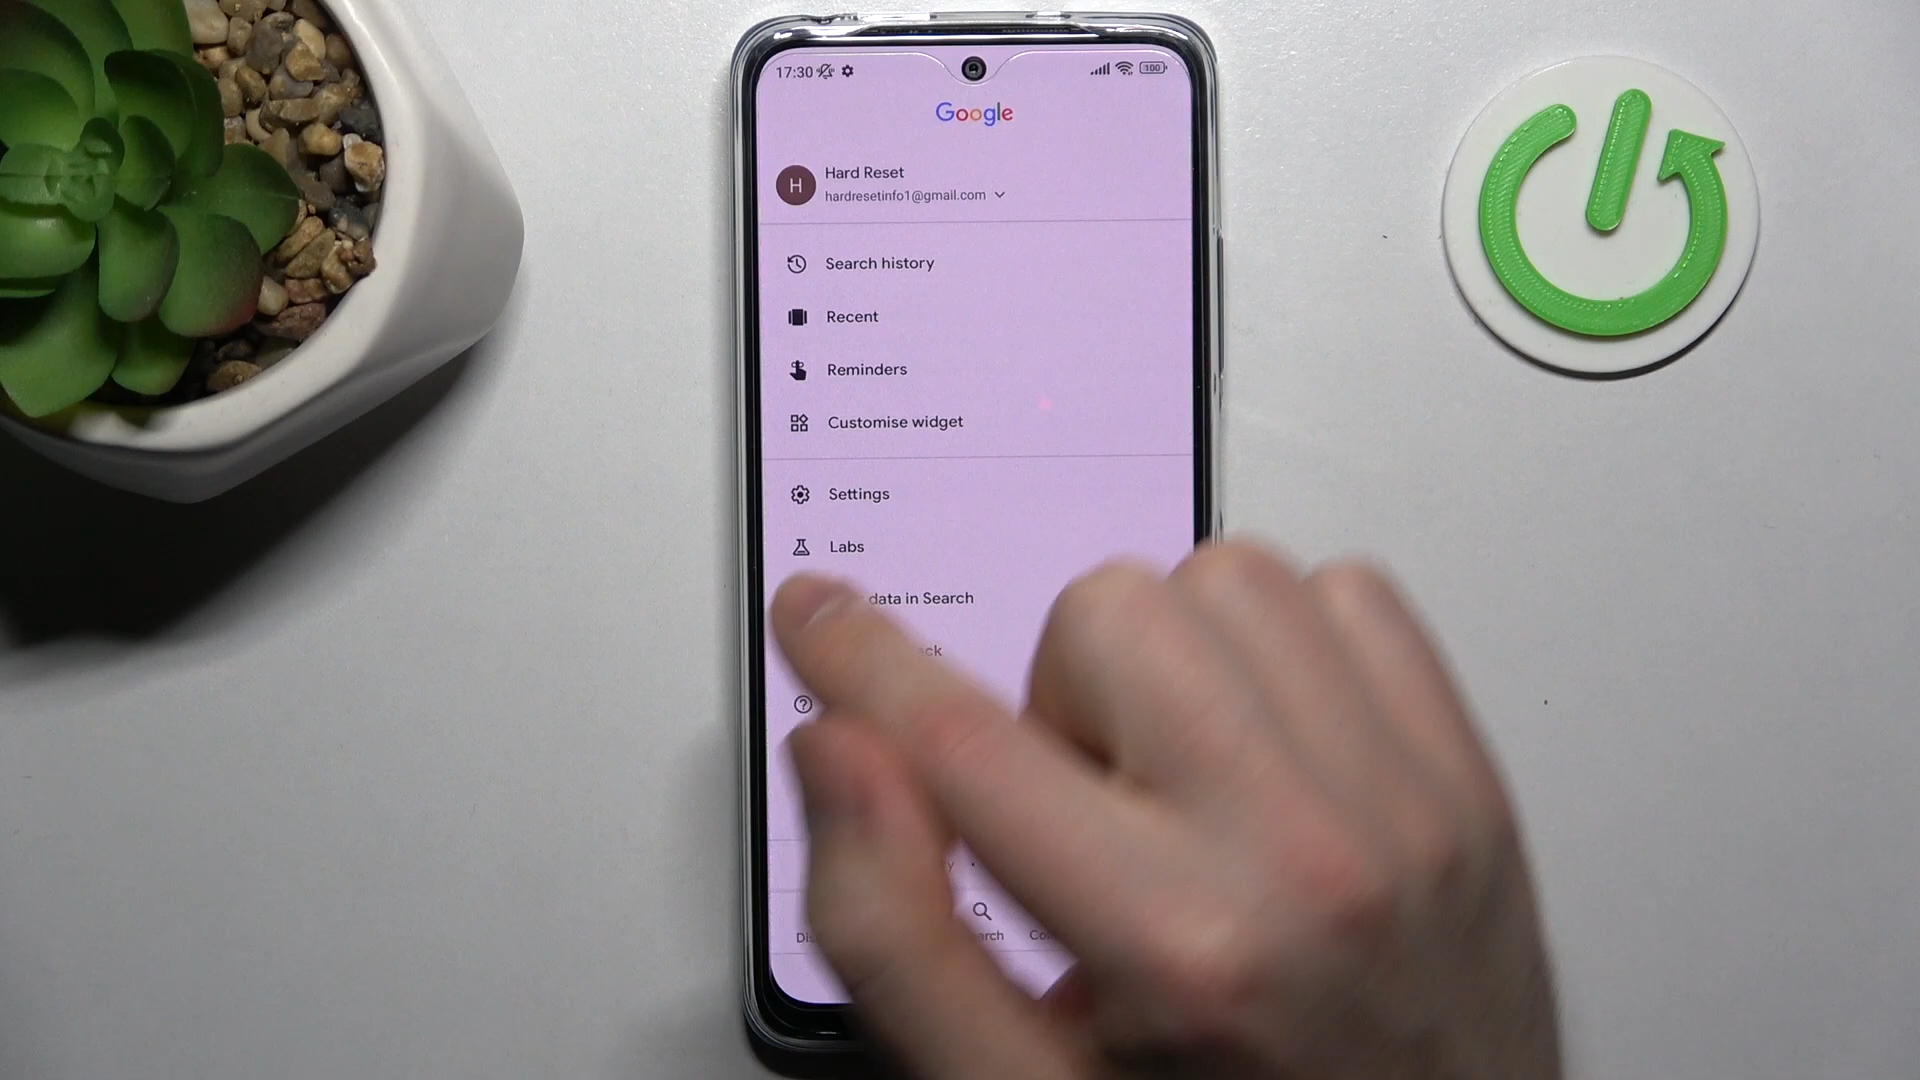 17:30
100
Google
H
Hard Reset
hardresetinfo1@gmail.com
Search history
Recent
Reminders
Customise widget
Settings
Labs
data in Search